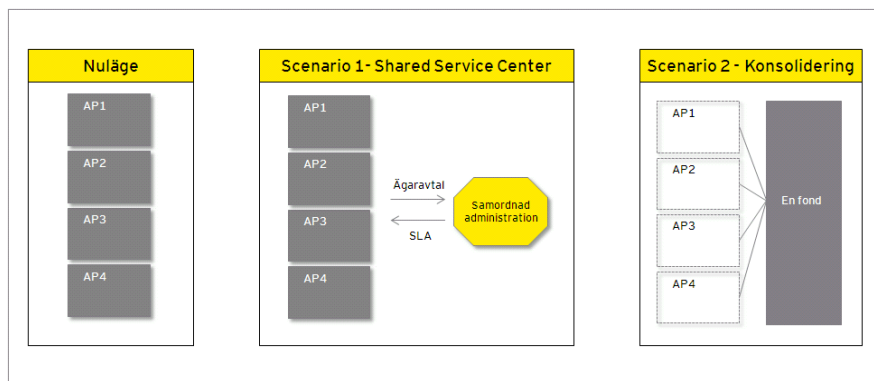 Nuläge
AP1
AP2
AP3
AP4
Scenario 1- Shared Service Center
AP1
AP2
AP3
AP4
Ägaravtal
SLA
Samordnad
administration
Scenario 2 - Konsolidering
AP1
AP2
AP3
AP4
En fond